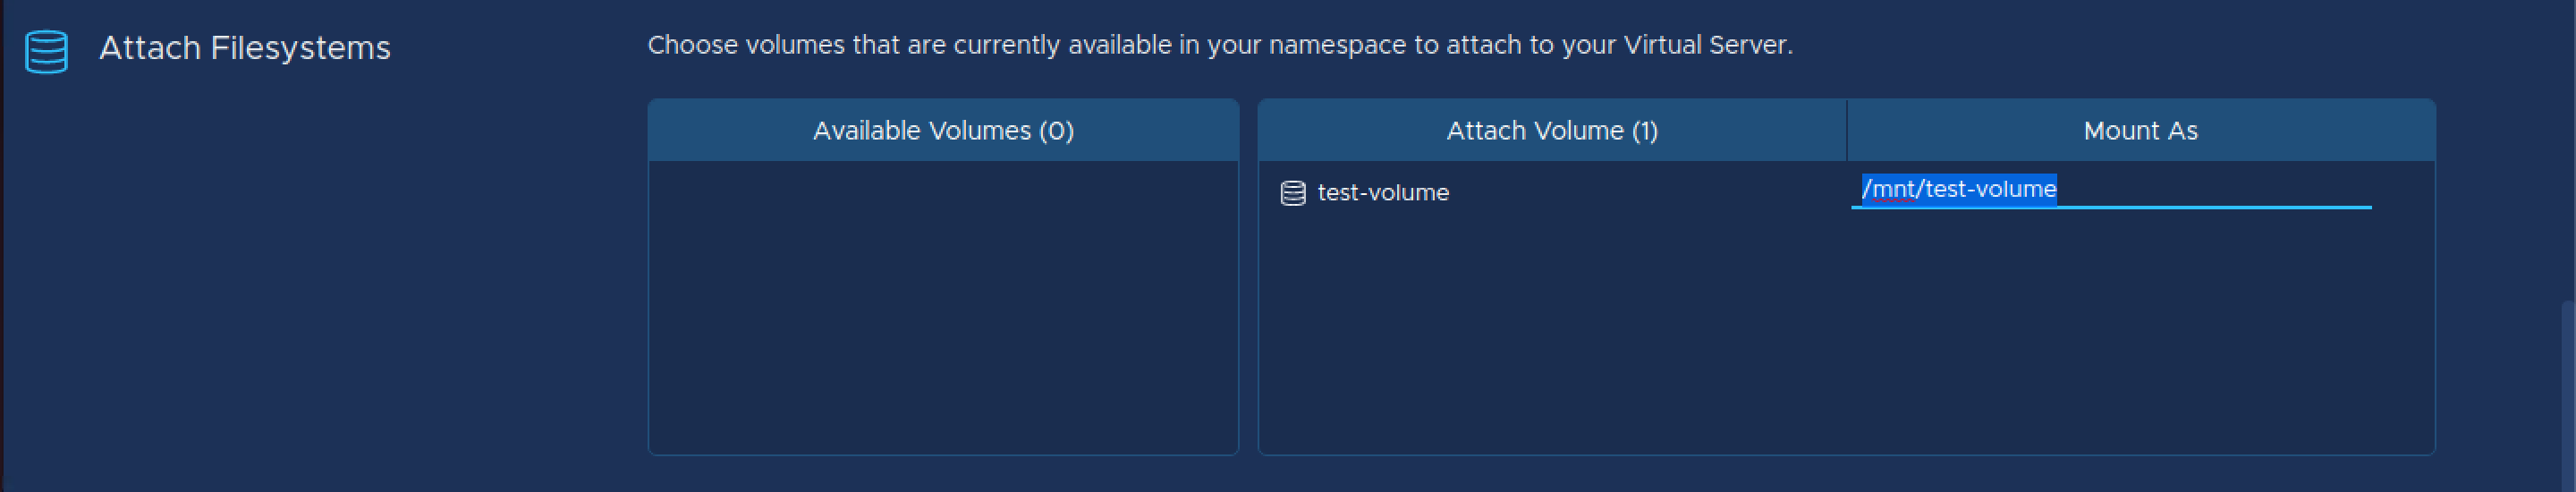 Attach Filesystems
Choose volumes that are currently available in your namespace to attach to your Virtual Server.
Available Volumes (0)
Attach Volume (1)
Mount As
test-volume
/mnt/test-volume